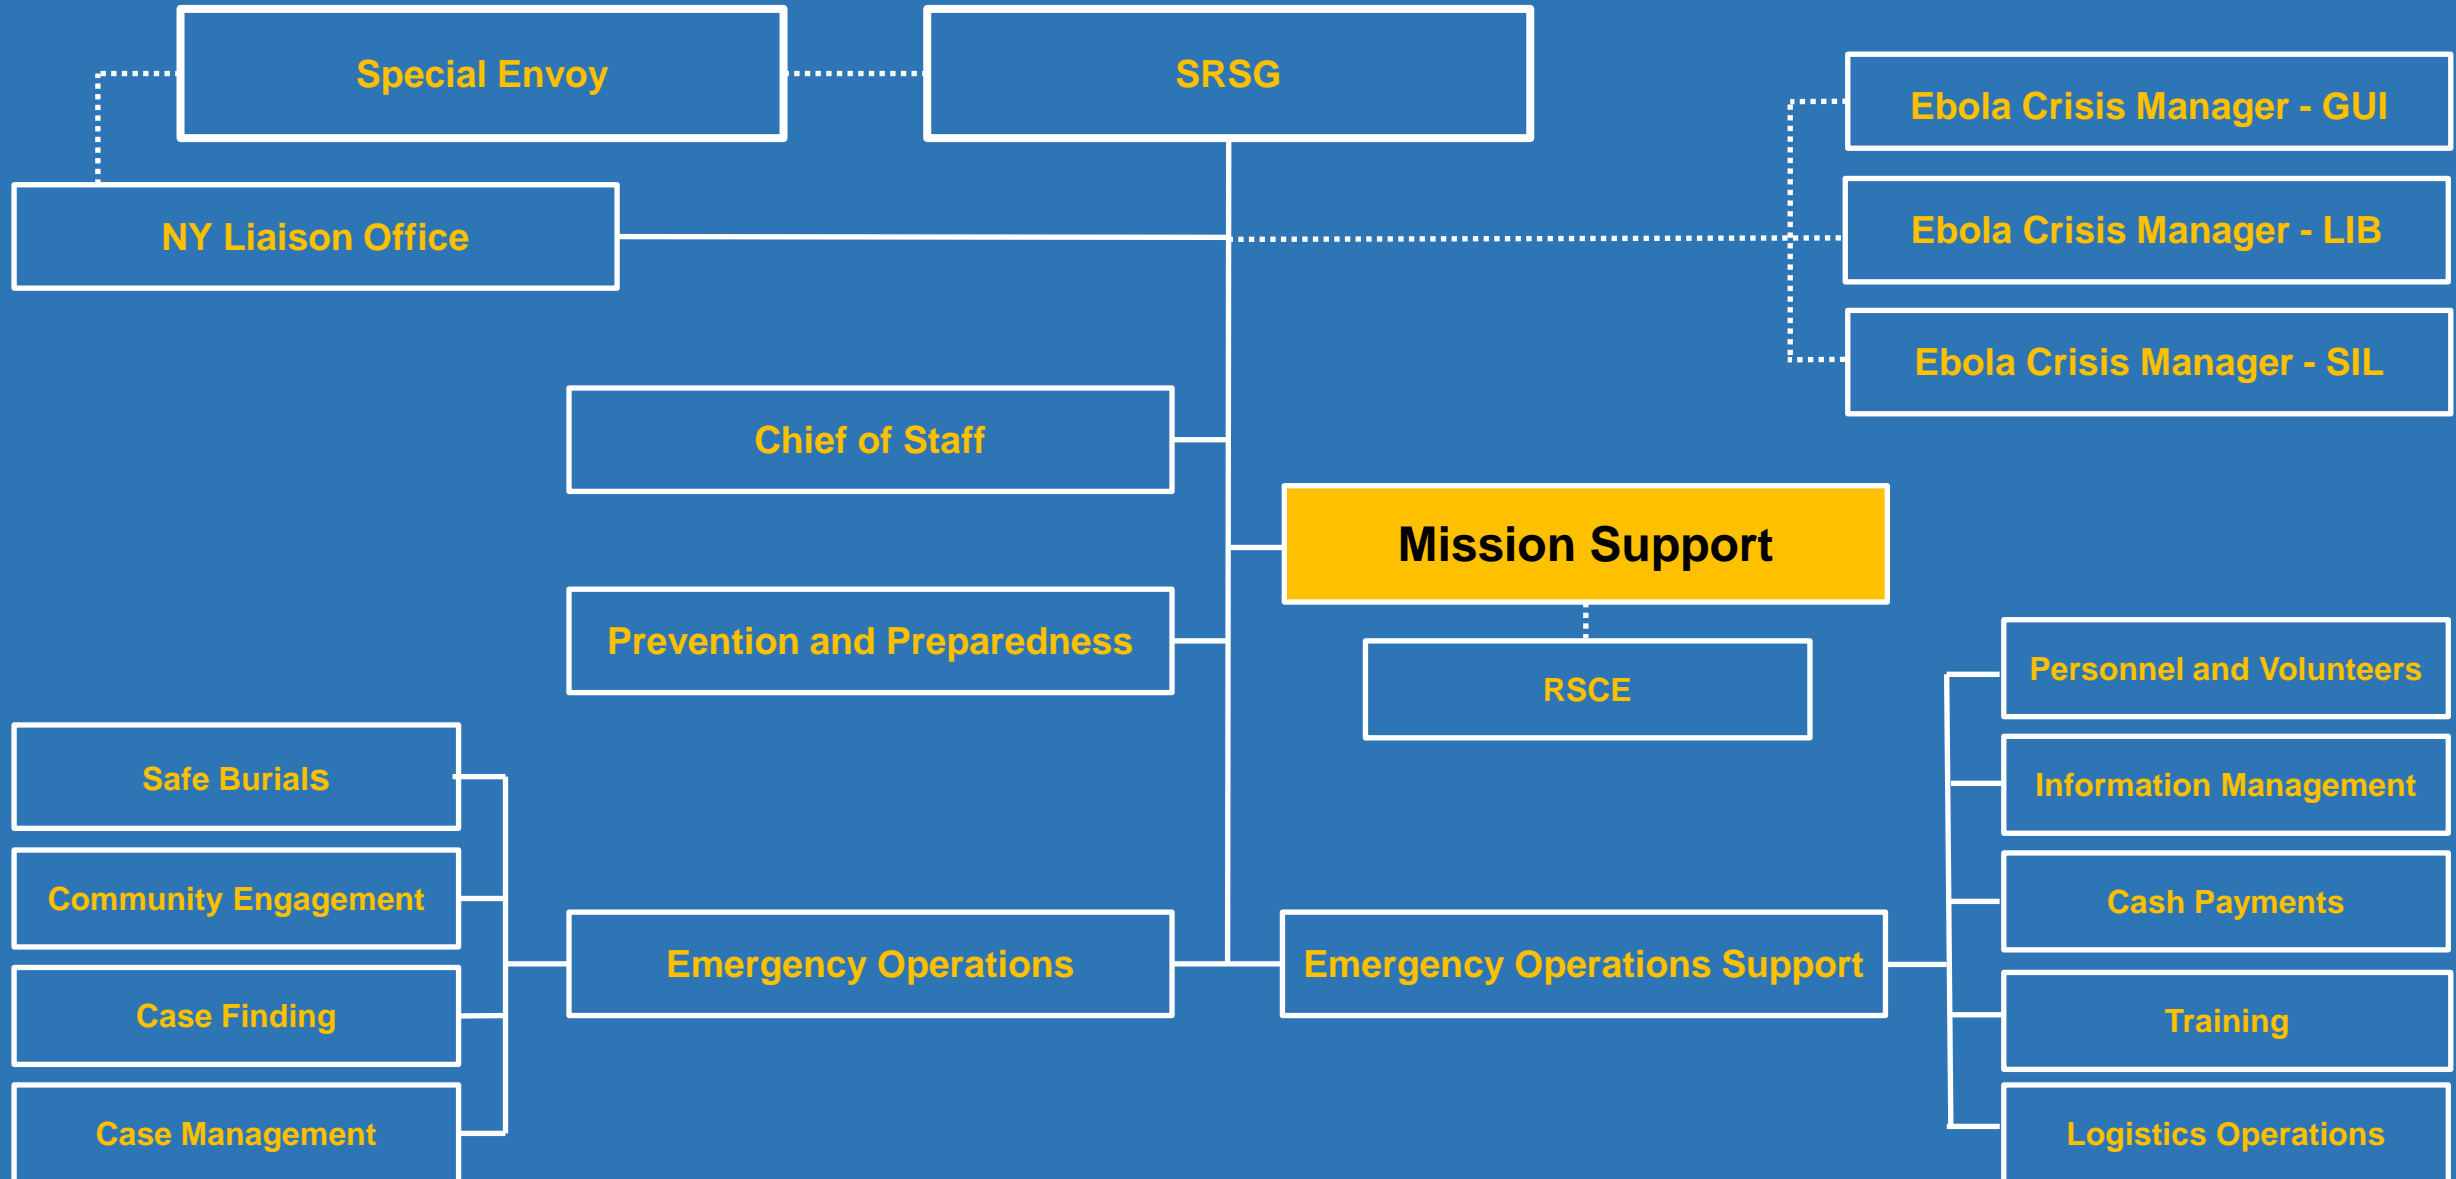 Special Envoy
SRSG
Ebola Crisis Manager - GUI
NY Liaison Office
Ebola Crisis Manager - LIB
Ebola Crisis Manager - SIL
Chief of Staff
Mission Support
Prevention and Preparedness
RSCE
Personnel and Volunteers
Safe Burials
Information Management
Community Engagement
Cash Payments
Emergency Operations
Emergency Operations Support
Case Finding
Training
Case Management
Logistics Operations